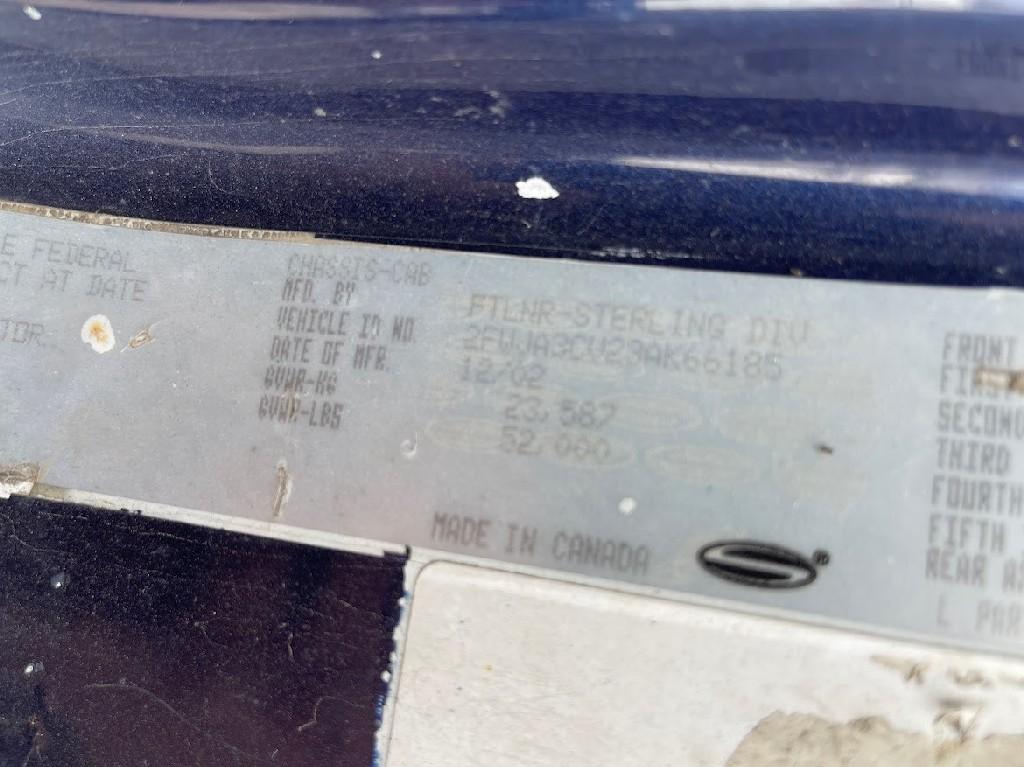 E FEDERAL
CT AT DATE
TOR
CHASSIS-CAB
MFD. BY FTLNR-STERLING DIV
VEHICLE ID NO. 2FWJA3CV23AK66185
DATE OF MFR. 12/02
GVWR-KG 23,587
GVWR-LBS 52,000
MADE IN CANADA
®
FRONT
FIRST
SECOND
THIRD
FOURTH
FIFTH
REAR
L PAR